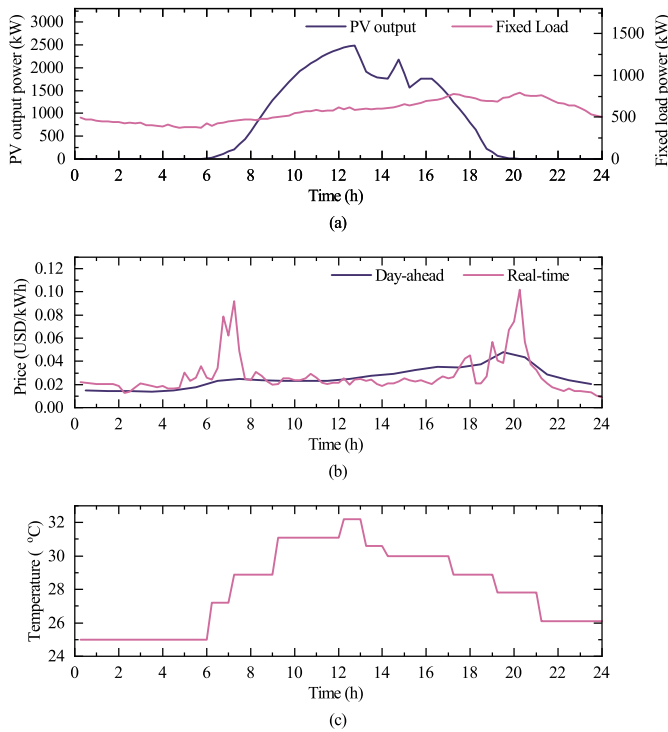 PV output power (kW)
3000
2500
2000
1500
1000
500
0
PV output
Fixed Load
1500
1000
500
0
Fixed load power (kW)
0 2 4 6 8 10 12 14 16 18 20 22 24
Time (h)
(a)
Price (USD/kWh)
0.12
0.10
0.08
0.06
0.04
0.02
0.00
Day-ahead
Real-time
0 2 4 6 8 10 12 14 16 18 20 22 24
Time (h)
(b)
Temperature ( °C)
32
30
28
26
24
0 2 4 6 8 10 12 14 16 18 20 22 24
Time (h)
(c)